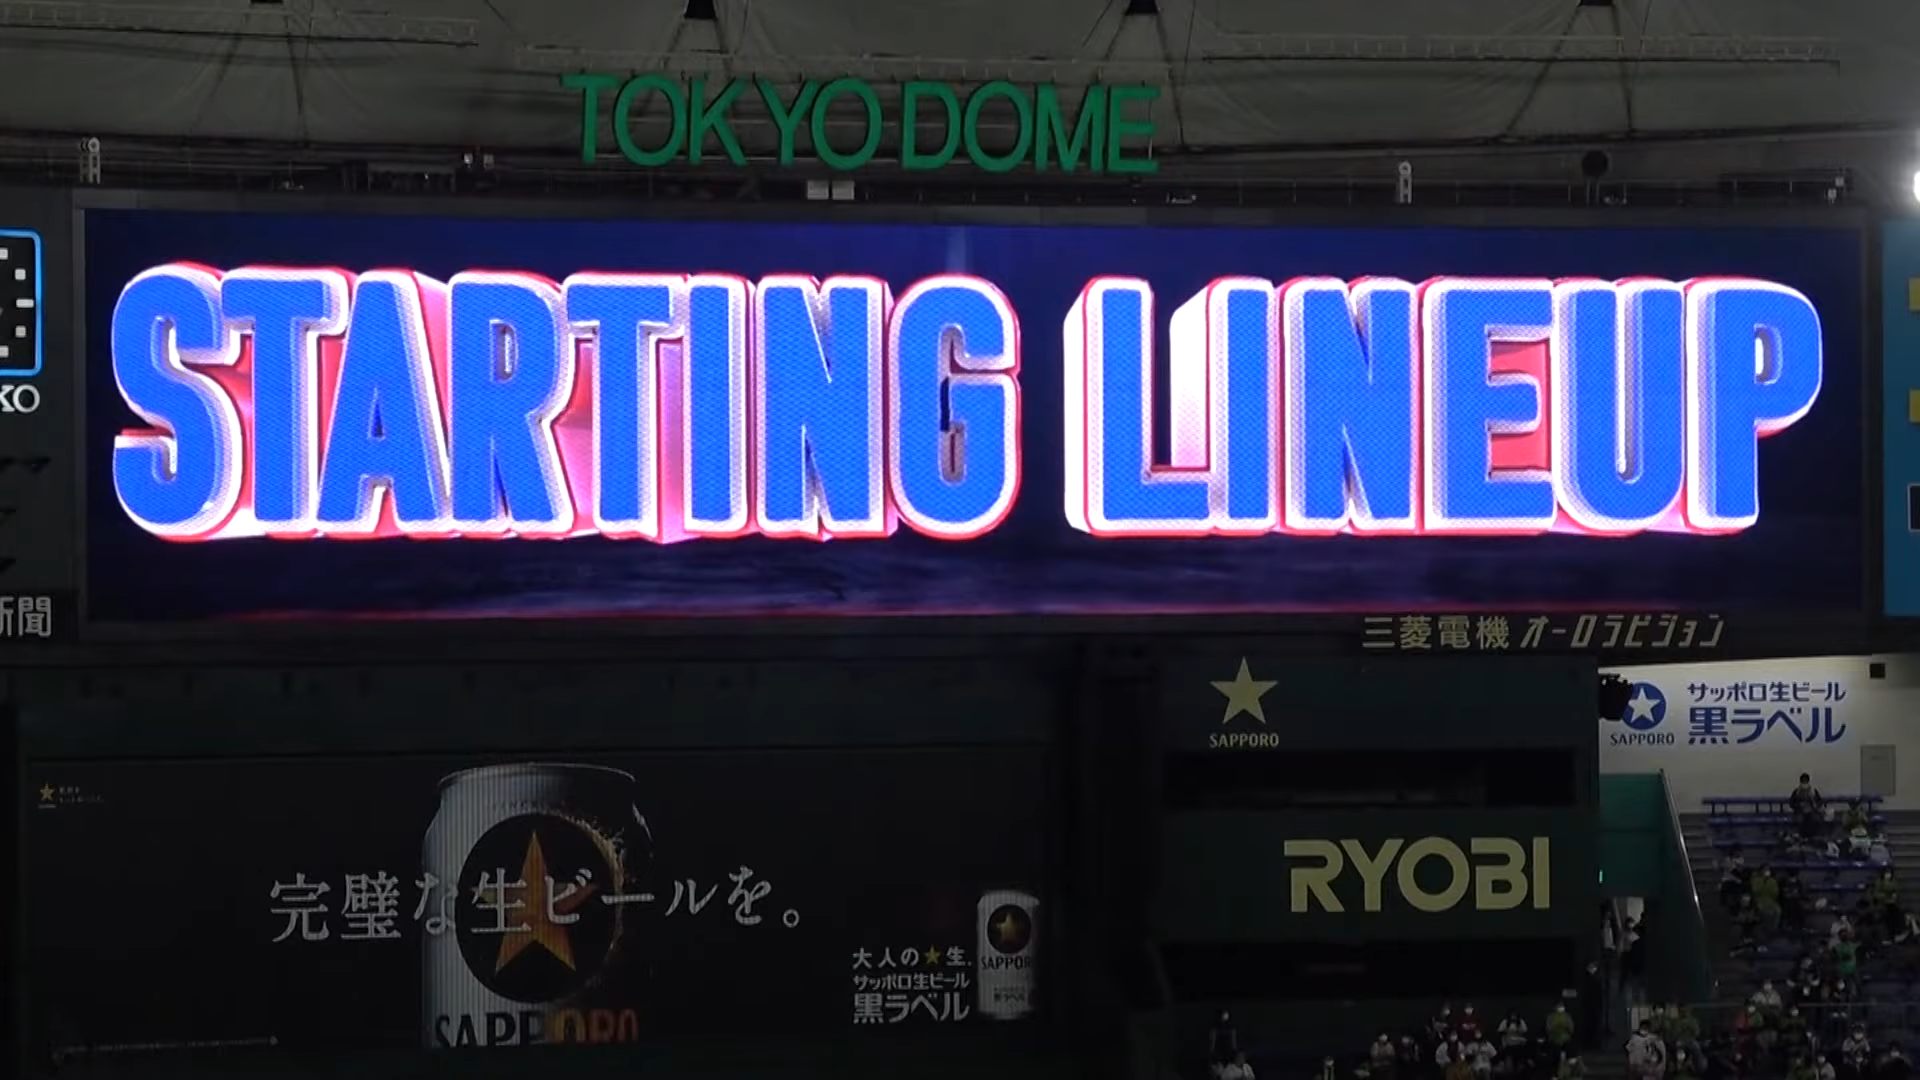 TOKYO DOME
STARTING LINEUP
KO
新聞
三菱電機 オーロラビジョン
SAPPORO
SAPPORO
サッポロ生ビール
黒ラベル
完璧な生ビールを。
RYOBI
大人の★生。
サッポロ生ビール
黒ラベル
SAPPORO
SAPPORO